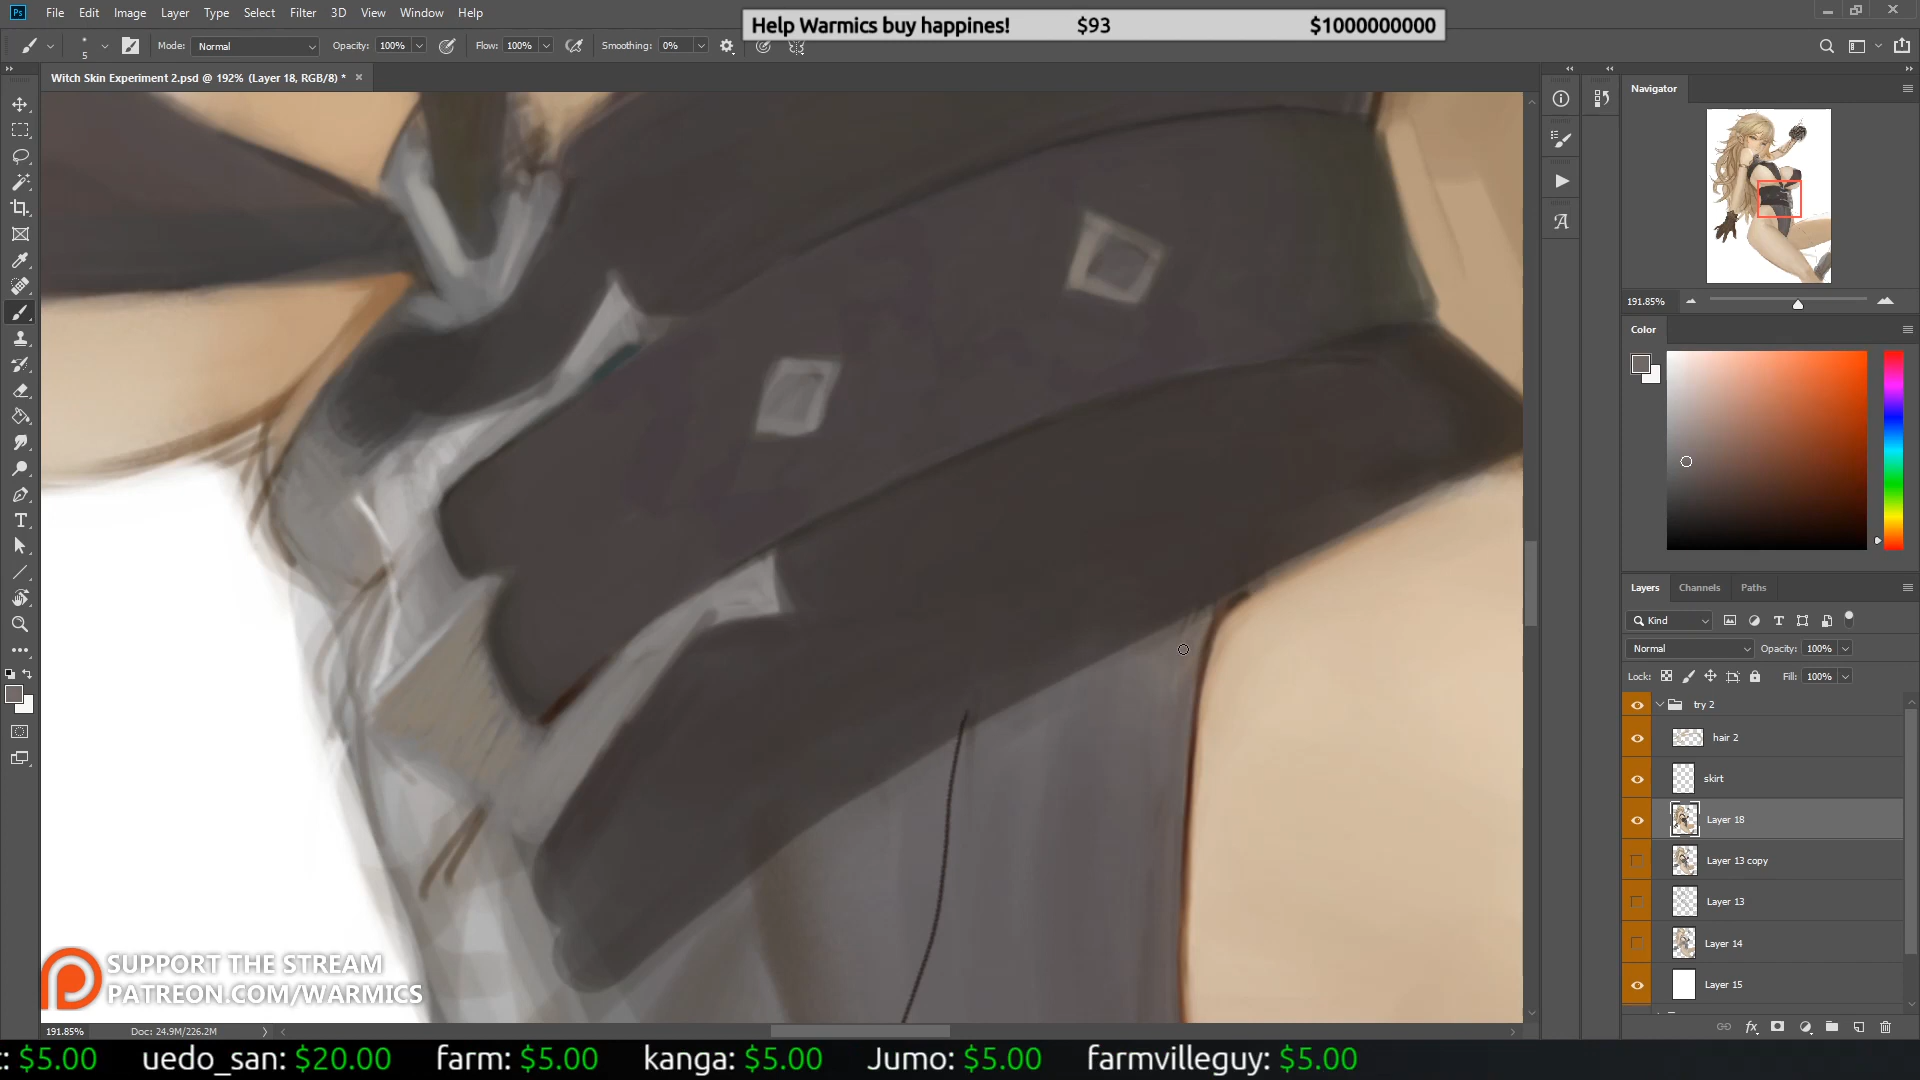 Ps File Edit Image Layer Type Select Filter 3D View Window Help
Help Warmics buy happines! $93 $1000000000
5 Mode: Normal Opacity: 100% Flow: 100% Smoothing: 0%
Witch Skin Experiment 2.psd @ 192% (Layer 18, RGB/8) *
Navigator
191.85%
Color
Layers Channels Paths
Kind
Normal Opacity: 100%
Lock: Fill: 100%
try 2
hair 2
skirt
Layer 18
Layer 13 copy
Layer 13
Layer 14
Layer 15
SUPPORT THE STREAM
PATREON.COM/WARMICS
191.85% Doc: 24.9M/226.2M
: $5.00 uedo_san: $20.00 farm: $5.00 kanga: $5.00 Jumo: $5.00 farmvilleguy: $5.00